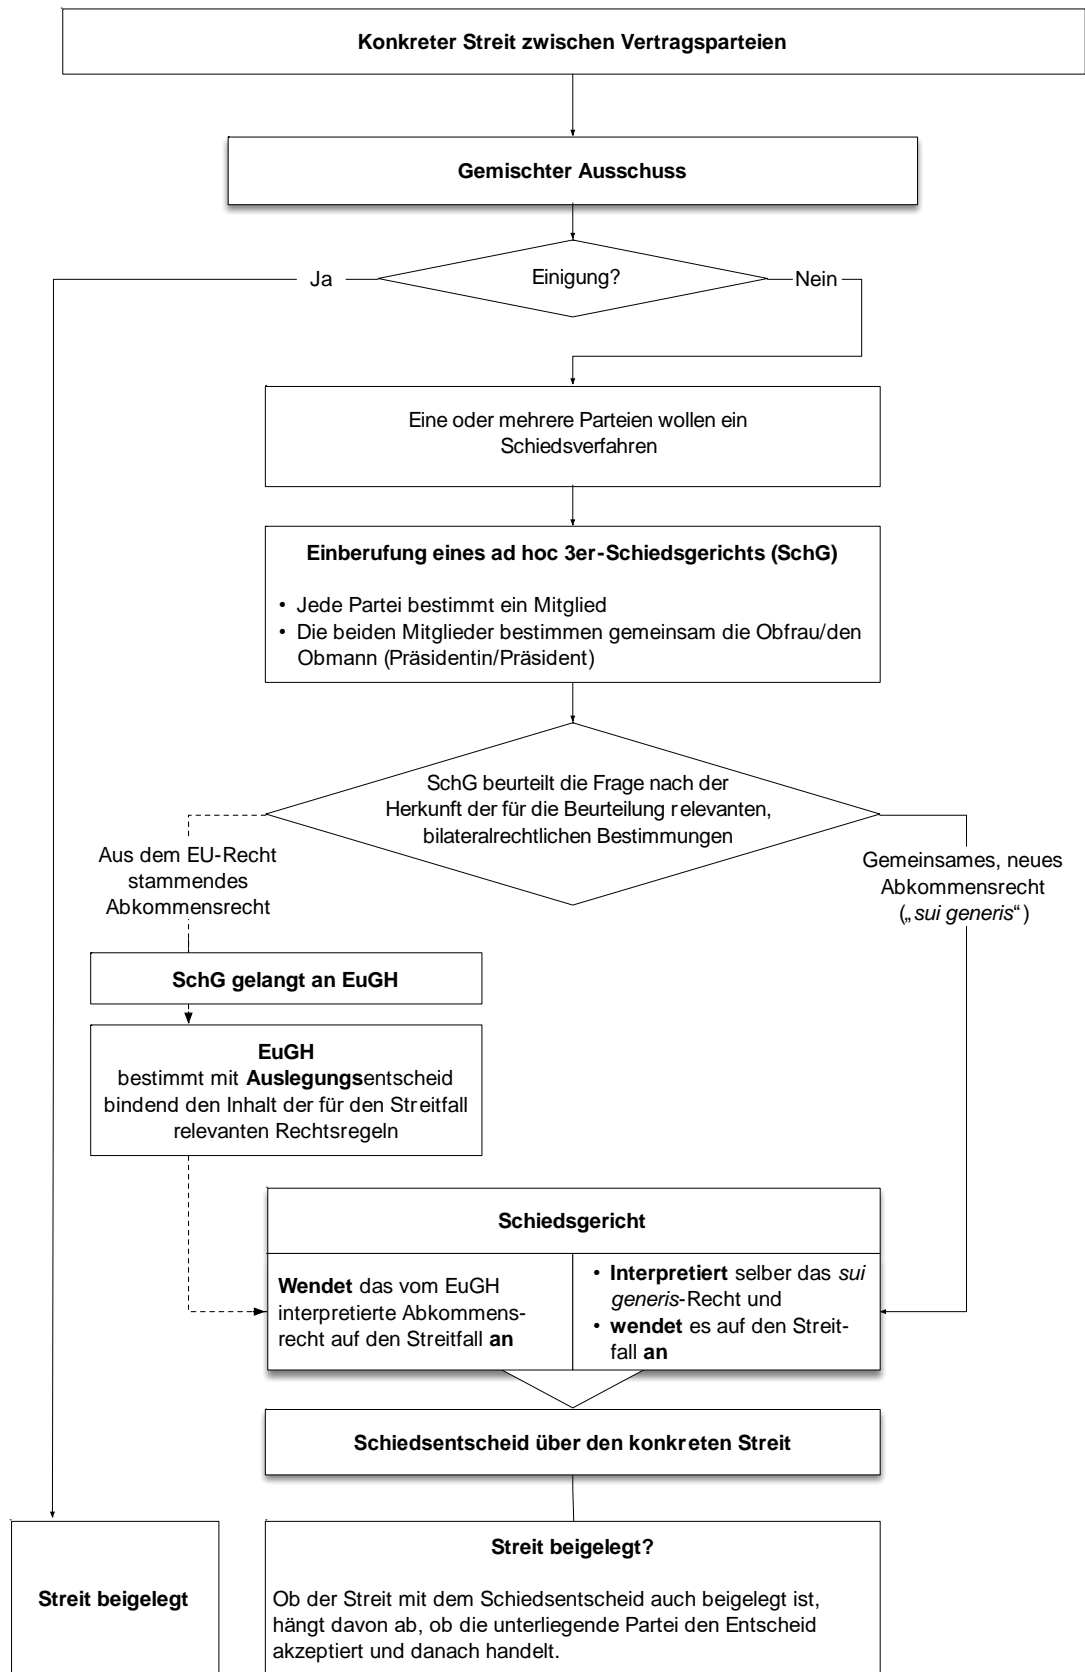 Konkreter Streit zwischen Vertragsparteien
Gemischter Ausschuss
Einigung?
Ja
Nein
Eine oder mehrere Parteien wollen ein
Schiedsverfahren
Einberufung eines ad hoc 3er-Schiedsgerichts (SchG)
• Jede Partei bestimmt ein Mitglied
• Die beiden Mitglieder bestimmen gemeinsam die Obfrau/den
Obmann (Präsidentin/Präsident)
SchG beurteilt die Frage nach der
Herkunft der für die Beurteilung relevanten,
bilateralrechtlichen Bestimmungen
Aus dem EU-Recht
stammendes
Abkommensrecht
Gemeinsames, neues
Abkommensrecht
(„sui generis“)
SchG gelangt an EuGH
EuGH
bestimmt mit Auslegungsentscheid
bindend den Inhalt der für den Streitfall
relevanten Rechtsregeln
Schiedsgericht
Wendet das vom EuGH
interpretierte Abkommens-
recht auf den Streitfall an
• Interpretiert selber das sui
generis-Recht und
• wendet es auf den Streit-
fall an
Schiedsentscheid über den konkreten Streit
Streit beigelegt
Streit beigelegt?
Ob der Streit mit dem Schiedsentscheid auch beigelegt ist,
hängt davon ab, ob die unterliegende Partei den Entscheid
akzeptiert und danach handelt.